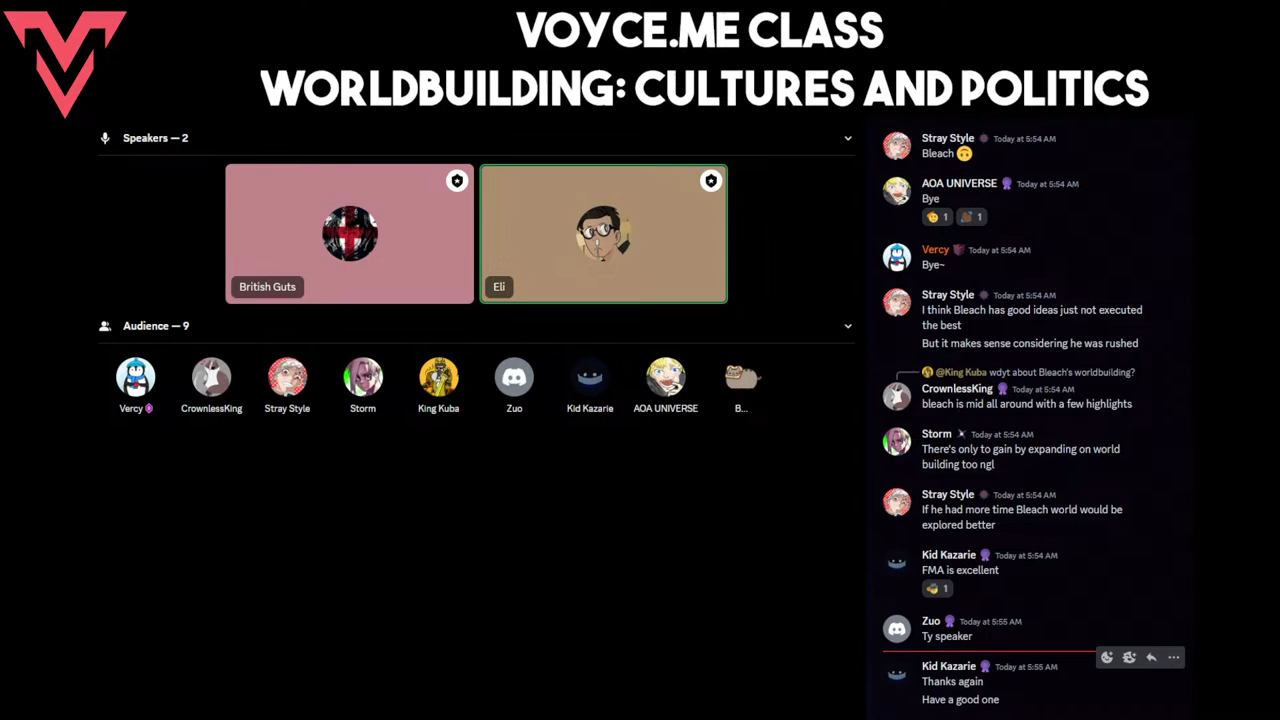 VOYCE.ME CLASS
WORLDBUILDING: CULTURES AND POLITICS
Speakers — 2
British Guts
Eli
Audience — 9
Vercy
CrownlessKing
Stray Style
Storm
King Kuba
Zuo
Kid Kazarie
AOA UNIVERSE
B...
Stray Style Today at 5:54 AM
Bleach 🙃
AOA UNIVERSE Today at 5:54 AM
Bye
1 1
Vercy Today at 5:54 AM
Bye~
Stray Style Today at 5:54 AM
I think Bleach has good ideas just not executed
the best
But it makes sense considering he was rushed
@King Kuba wdyt about Bleach's worldbuilding?
CrownlessKing Today at 5:54 AM
bleach is mid all around with a few highlights
Storm Today at 5:54 AM
There's only to gain by expanding on world
building too ngl
Stray Style Today at 5:54 AM
If he had more time Bleach world would be
explored better
Kid Kazarie Today at 5:54 AM
FMA is excellent
1
Zuo Today at 5:55 AM
Ty speaker
Kid Kazarie Today at 5:55 AM
Thanks again
Have a good one